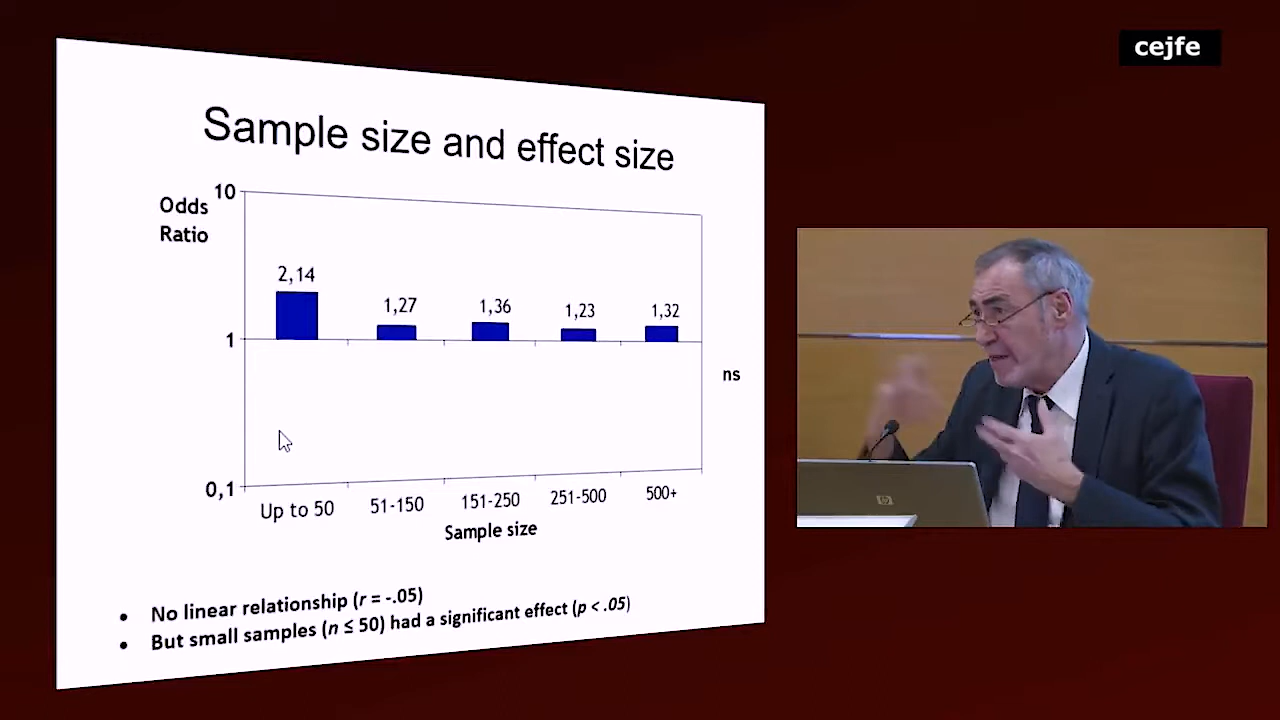 cejfe
Sample size and effect size
Odds
Ratio
10
1
0,1
2,14
1,27
1,36
1,23
1,32
ns
Up to 50
51-150
151-250
251-500
500+
Sample size
• No linear relationship (r = -.05)
• But small samples (n ≤ 50) had a significant effect (p < .05)
hp